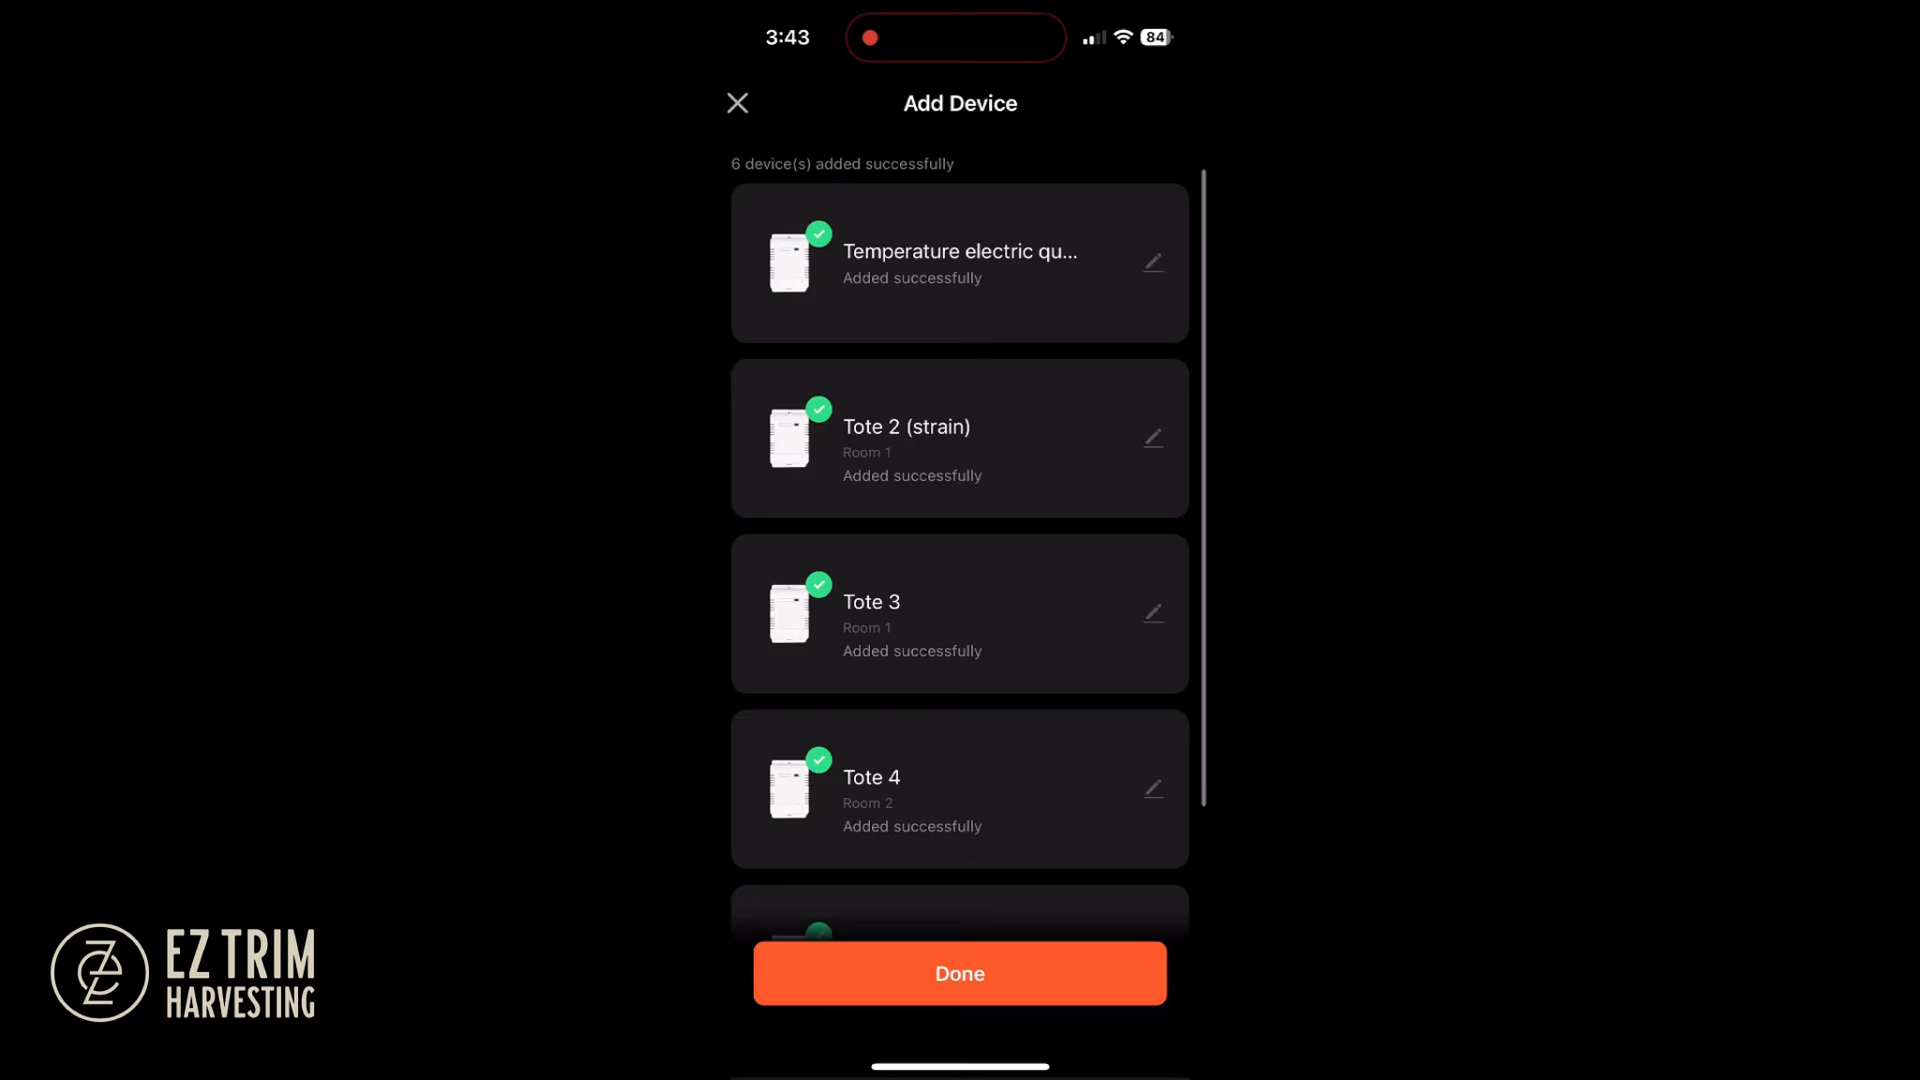 3:43
84
Add Device
6 device(s) added successfully
Temperature electric qu...
Added successfully
Tote 2 (strain)
Room 1
Added successfully
Tote 3
Room 1
Added successfully
Tote 4
Room 2
Added successfully
Done
EZ TRIM
HARVESTING